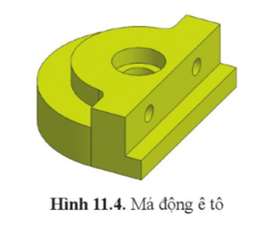 Hình 11.4. Má động ê tô